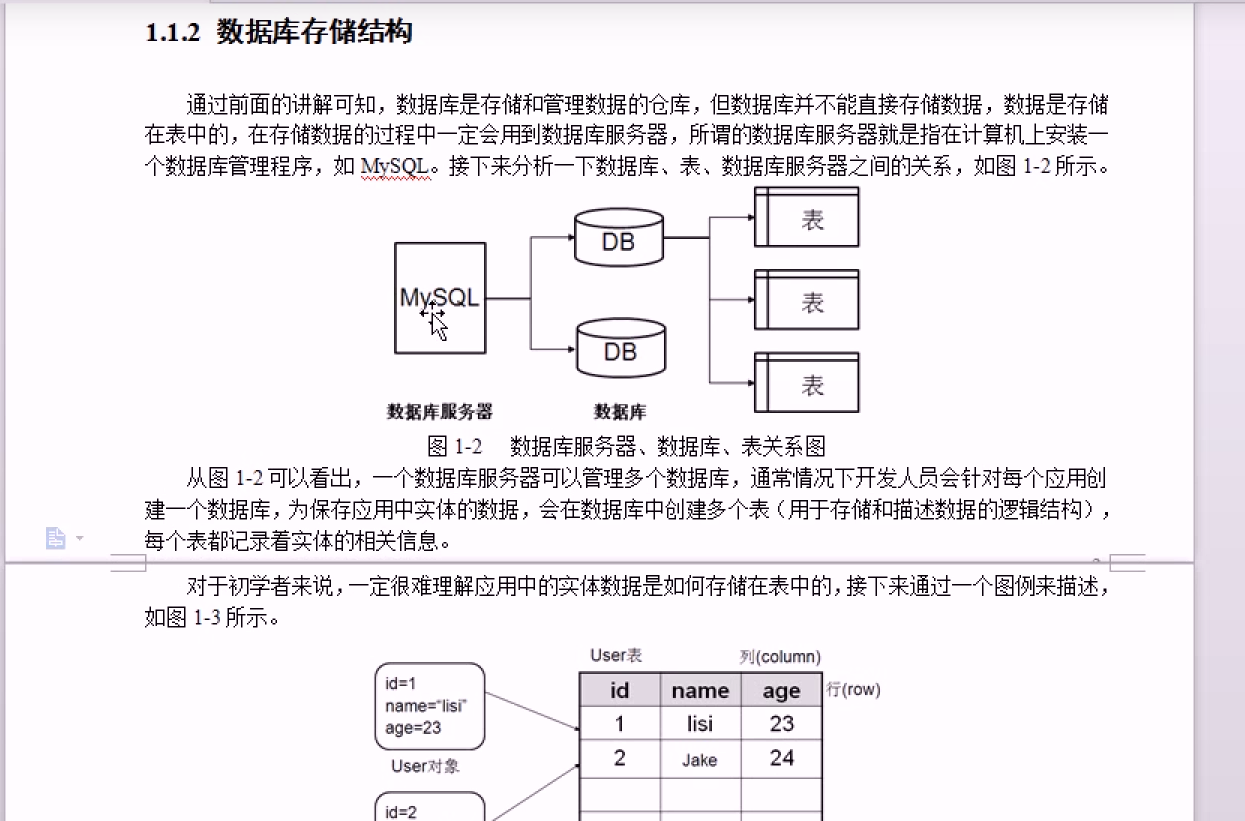 1.1.2 数据库存储结构
通过前面的讲解可知，数据库是存储和管理数据的仓库，但数据库并不能直接存储数据，数据是存储
在表中的，在存储数据的过程中一定会用到数据库服务器，所谓的数据库服务器就是指在计算机上安装一
个数据库管理程序，如 MySQL。接下来分析一下数据库、表、数据库服务器之间的关系，如图 1-2 所示。
MySQL
DB
DB
表
表
表
数据库服务器
数据库
图 1-2 数据库服务器、数据库、表关系图
从图 1-2 可以看出，一个数据库服务器可以管理多个数据库，通常情况下开发人员会针对每个应用创
建一个数据库，为保存应用中实体的数据，会在数据库中创建多个表（用于存储和描述数据的逻辑结构），
每个表都记录着实体的相关信息。
对于初学者来说，一定很难理解应用中的实体数据是如何存储在表中的，接下来通过一个图例来描述，
如图 1-3 所示。
User表
列(column)
id name age
行(row)
1 lisi 23
2 Jake 24
id=1
name=“lisi”
age=23
User对象
id=2